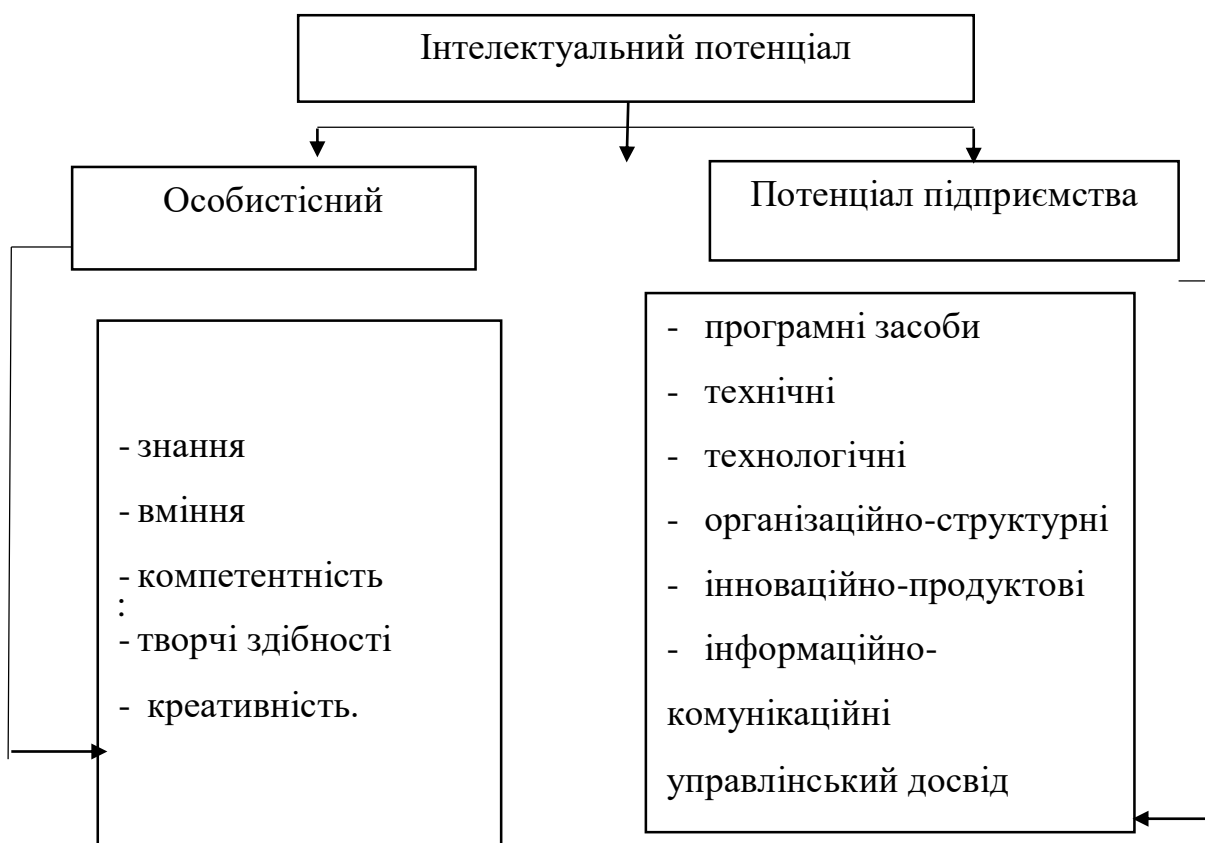 Інтелектуальний потенціал
Особистісний
Потенціал підприємства
- знання
- вміння
- компетентність
:
- творчі здібності
- креативність.
- програмні засоби
- технічні
- технологічні
- організаційно-структурні
- інноваційно-продуктові
- інформаційно-
комунікаційні
управлінський досвід